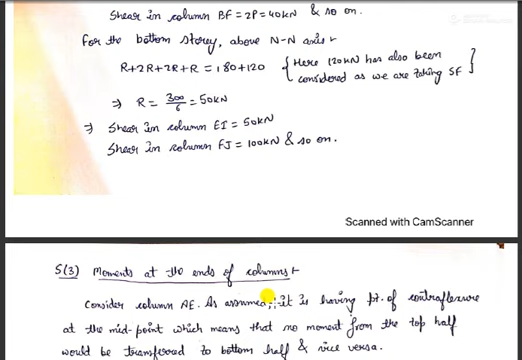 Shear in column BF = 2P = 40kN & so on.
For the bottom storey, above N-N axis:-
R+2R+2R+R = 180+120 {Here 120kN has also been considered as we are taking SF}
⇒ R = 300/6 = 50kN
⇒ Shear in column EI = 50kN
Shear in column FJ = 100kN & so on.
Scanned with CamScanner
S(3) Moments at the ends of columns:-
Consider column AE. As assumed, it is having pt. of contraflexure
at the mid-point which means that no moment from the top half
would be transferred to bottom half & vice versa.